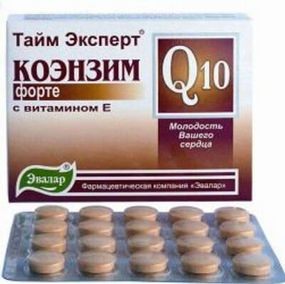 Тайм Эксперт®
КОЭНЗИМ
форте
с витамином Е
Q10
Молодость
Вашего
сердца
Эвалар®
Фармацевтическая компания «Эвалар»